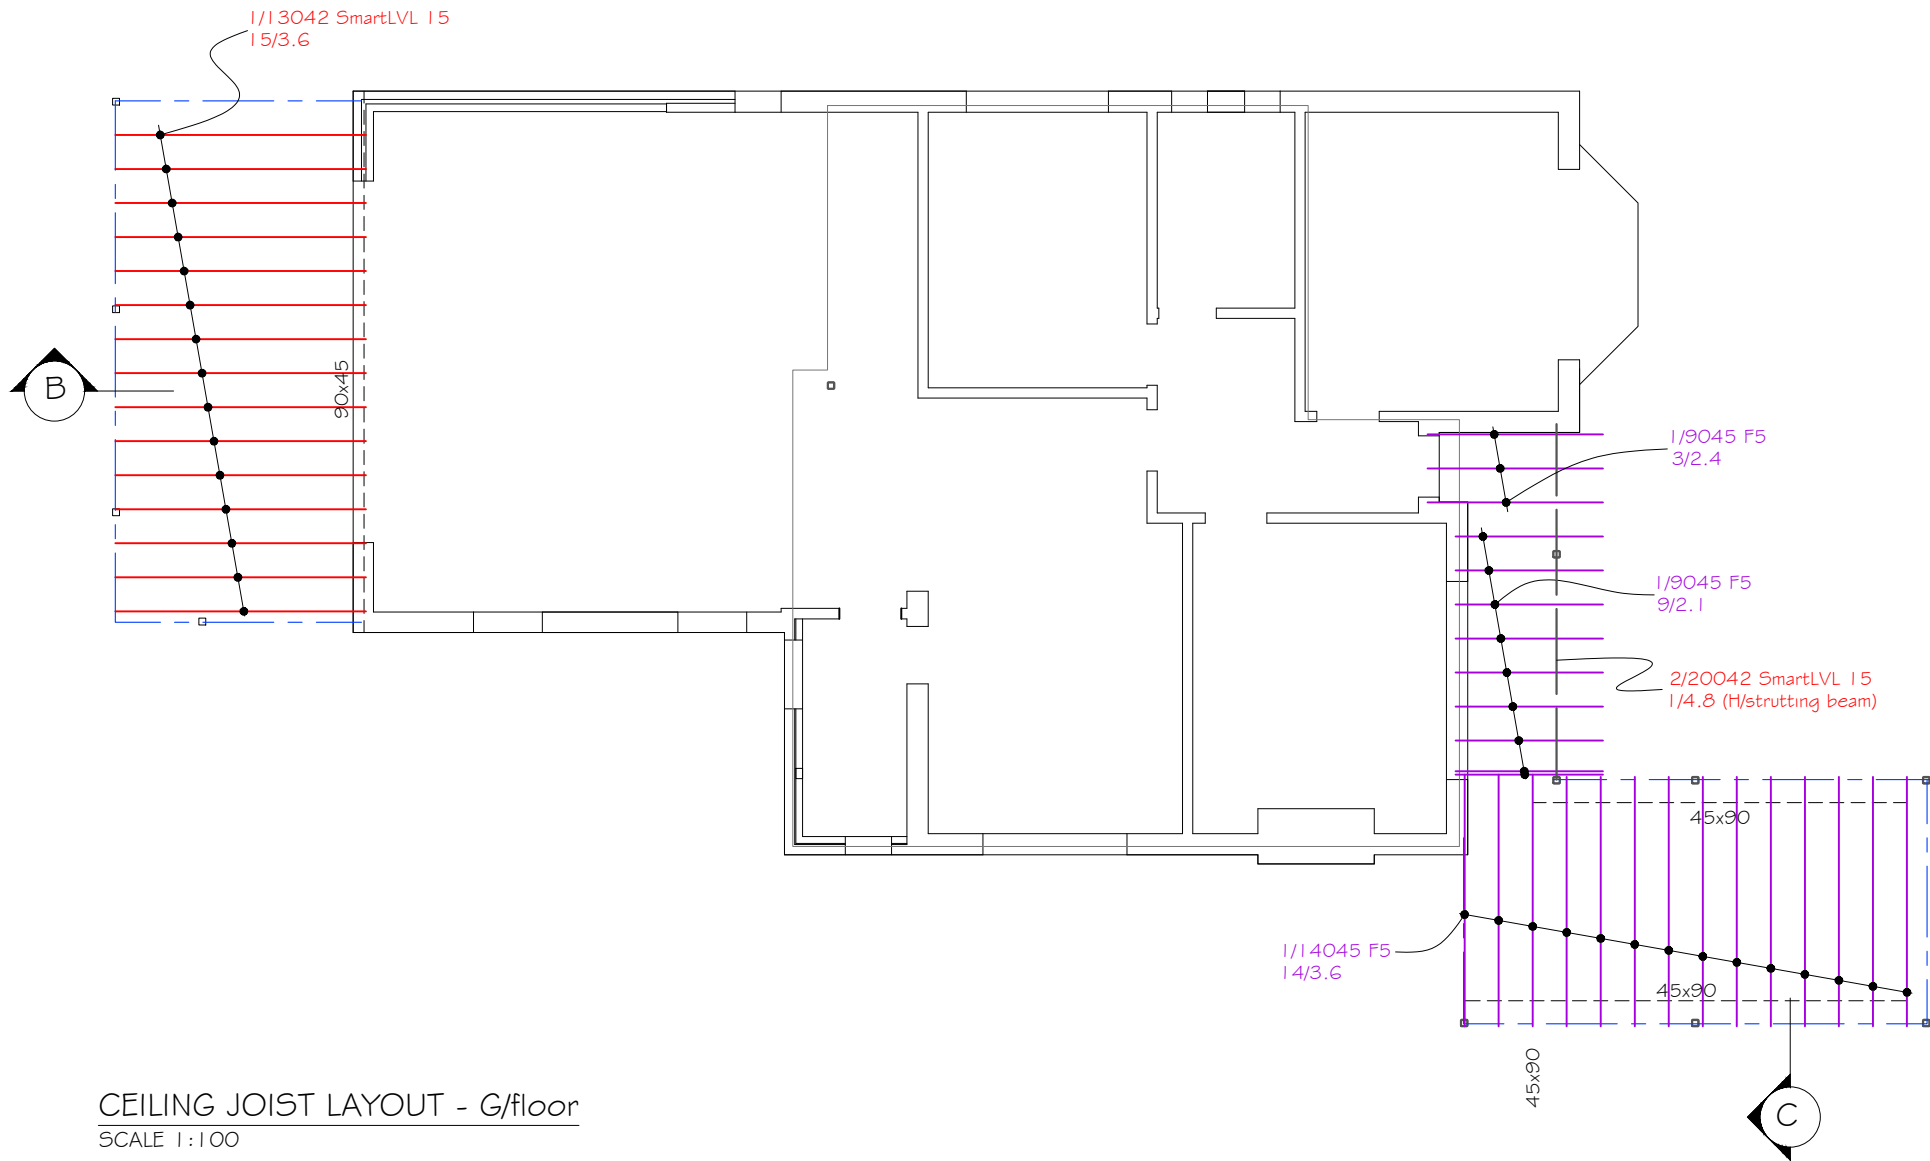 1/13042 SmartLVL 15
15/3.6
B
90x45
1/9045 F5
3/2.4
1/9045 F5
9/2.1
2/20042 SmartLVL 15
1/4.8 (H/strutting beam)
45x90
1/14045 F5
14/3.6
45x90
45x90
C
CEILING JOIST LAYOUT - G/floor
SCALE 1:100